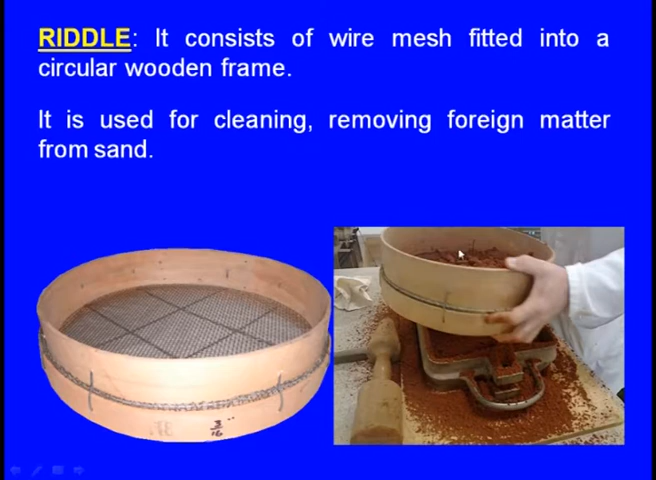 RIDDLE: It consists of wire mesh fitted into a
circular wooden frame.
It is used for cleaning, removing foreign matter
from sand.